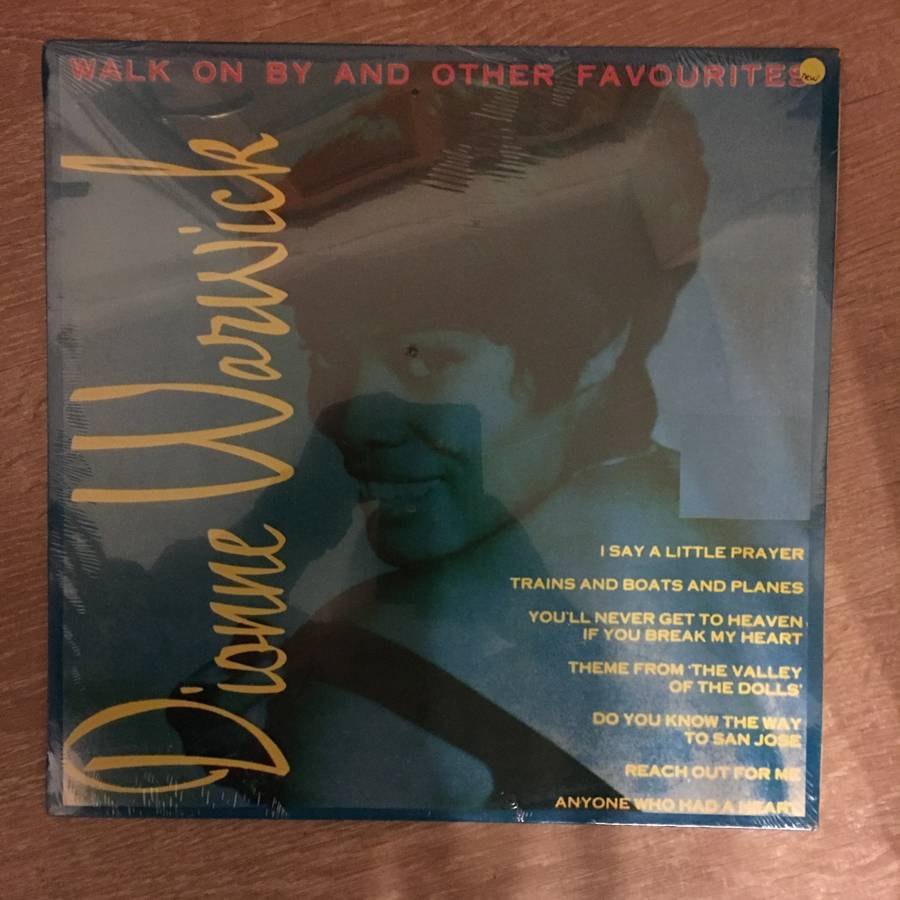 WALK ON BY AND OTHER FAVOURITES
new
Dionne Warwick
I SAY A LITTLE PRAYER
TRAINS AND BOATS AND PLANES
YOU'LL NEVER GET TO HEAVEN
IF YOU BREAK MY HEART
THEME FROM 'THE VALLEY
OF THE DOLLS'
DO YOU KNOW THE WAY
TO SAN JOSE
REACH OUT FOR ME
ANYONE WHO HAD A HEART